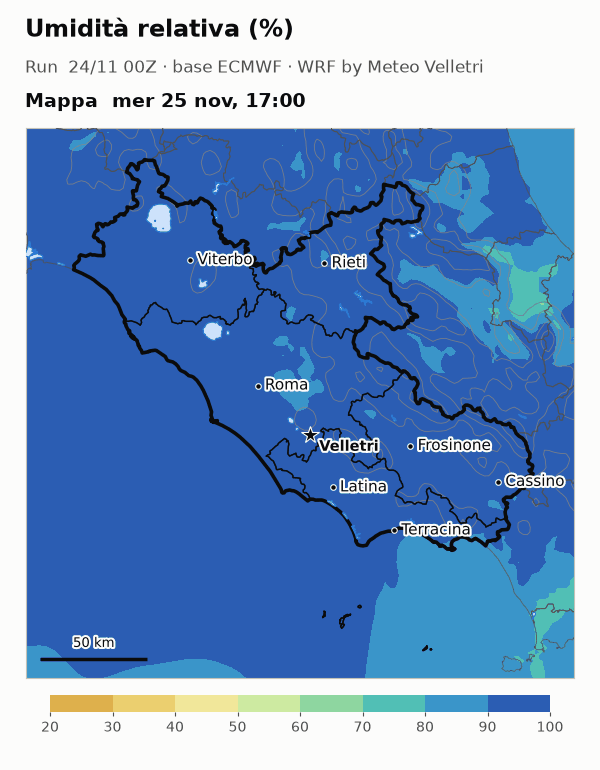 Umidità relativa (%)
Run  24/11 00Z · base ECMWF · WRF by Meteo Velletri
Mappa  mer 25 nov, 17:00
Viterbo
Rieti
Roma
Velletri
Frosinone
Latina
Cassino
Terracina
50 km
20 30 40 50 60 70 80 90 100